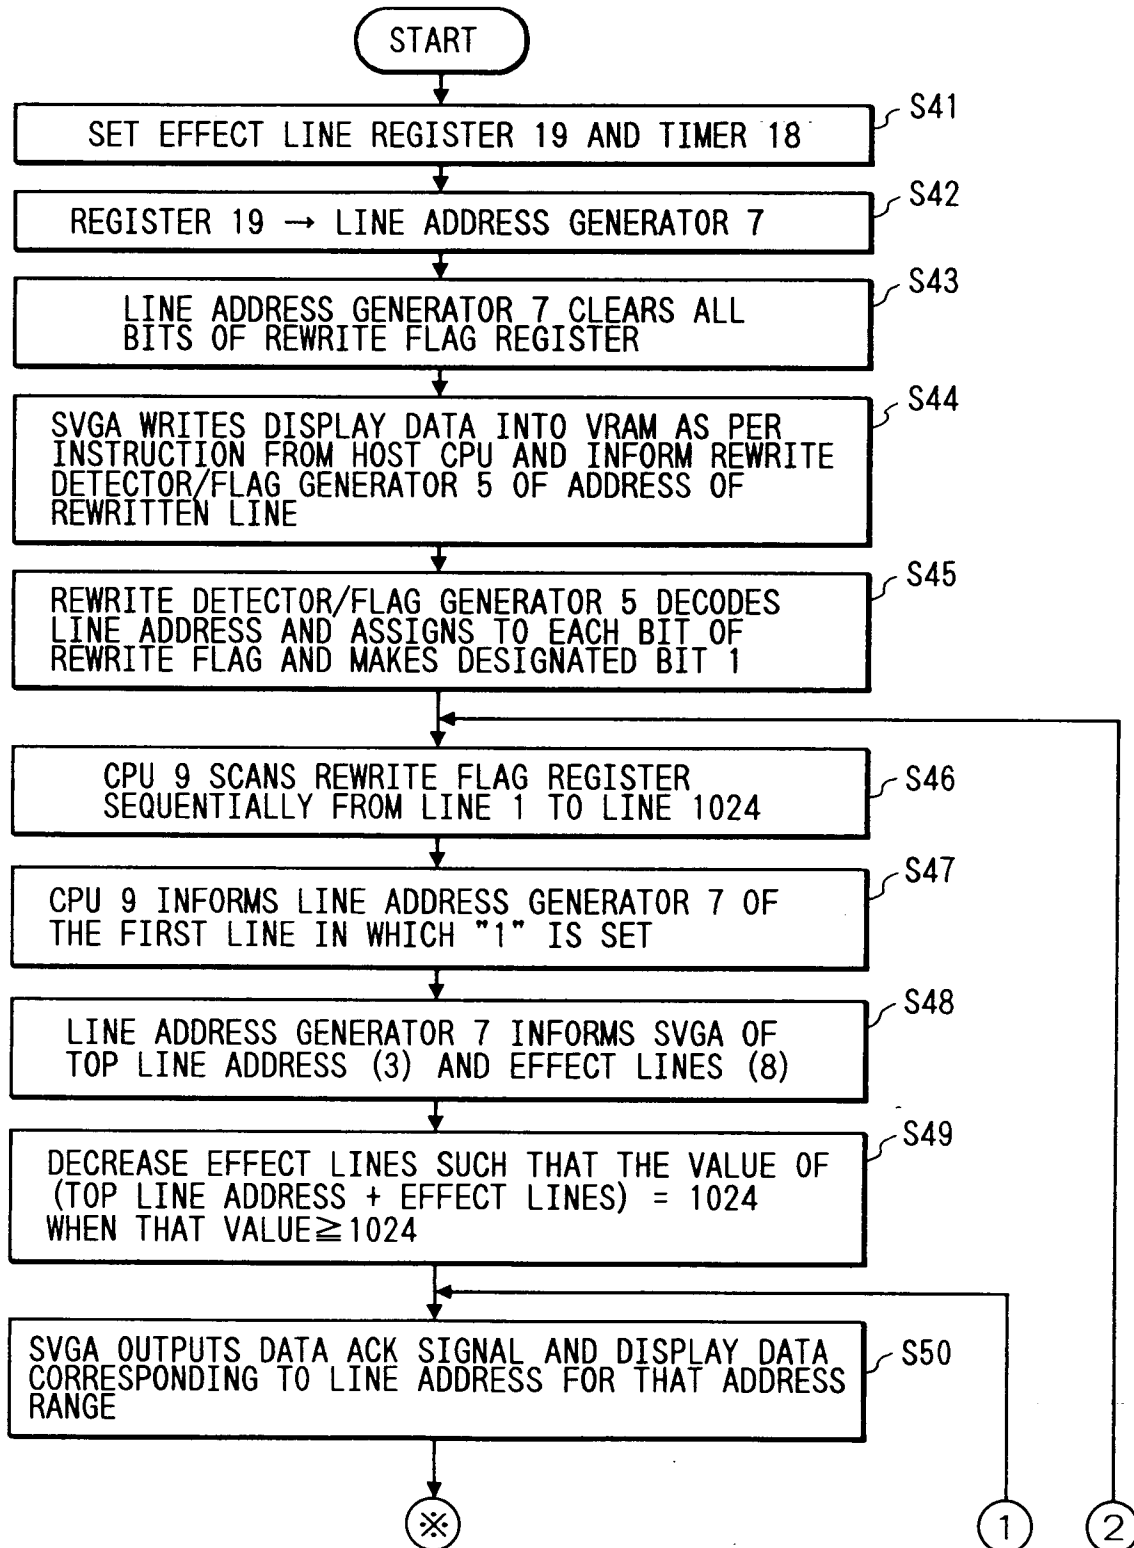 START
S41
SET EFFECT LINE REGISTER 19 AND TIMER 18
S42
REGISTER 19 → LINE ADDRESS GENERATOR 7
S43
LINE ADDRESS GENERATOR 7 CLEARS ALL
BITS OF REWRITE FLAG REGISTER
S44
SVGA WRITES DISPLAY DATA INTO VRAM AS PER
INSTRUCTION FROM HOST CPU AND INFORM REWRITE
DETECTOR/FLAG GENERATOR 5 OF ADDRESS OF
REWRITTEN LINE
S45
REWRITE DETECTOR/FLAG GENERATOR 5 DECODES
LINE ADDRESS AND ASSIGNS TO EACH BIT OF
REWRITE FLAG AND MAKES DESIGNATED BIT 1
S46
CPU 9 SCANS REWRITE FLAG REGISTER
SEQUENTIALLY FROM LINE 1 TO LINE 1024
S47
CPU 9 INFORMS LINE ADDRESS GENERATOR 7 OF
THE FIRST LINE IN WHICH "1" IS SET
S48
LINE ADDRESS GENERATOR 7 INFORMS SVGA OF
TOP LINE ADDRESS (3) AND EFFECT LINES (8)
S49
DECREASE EFFECT LINES SUCH THAT THE VALUE OF
(TOP LINE ADDRESS + EFFECT LINES) = 1024
WHEN THAT VALUE≧1024
S50
SVGA OUTPUTS DATA ACK SIGNAL AND DISPLAY DATA
CORRESPONDING TO LINE ADDRESS FOR THAT ADDRESS
RANGE
※ 1 2